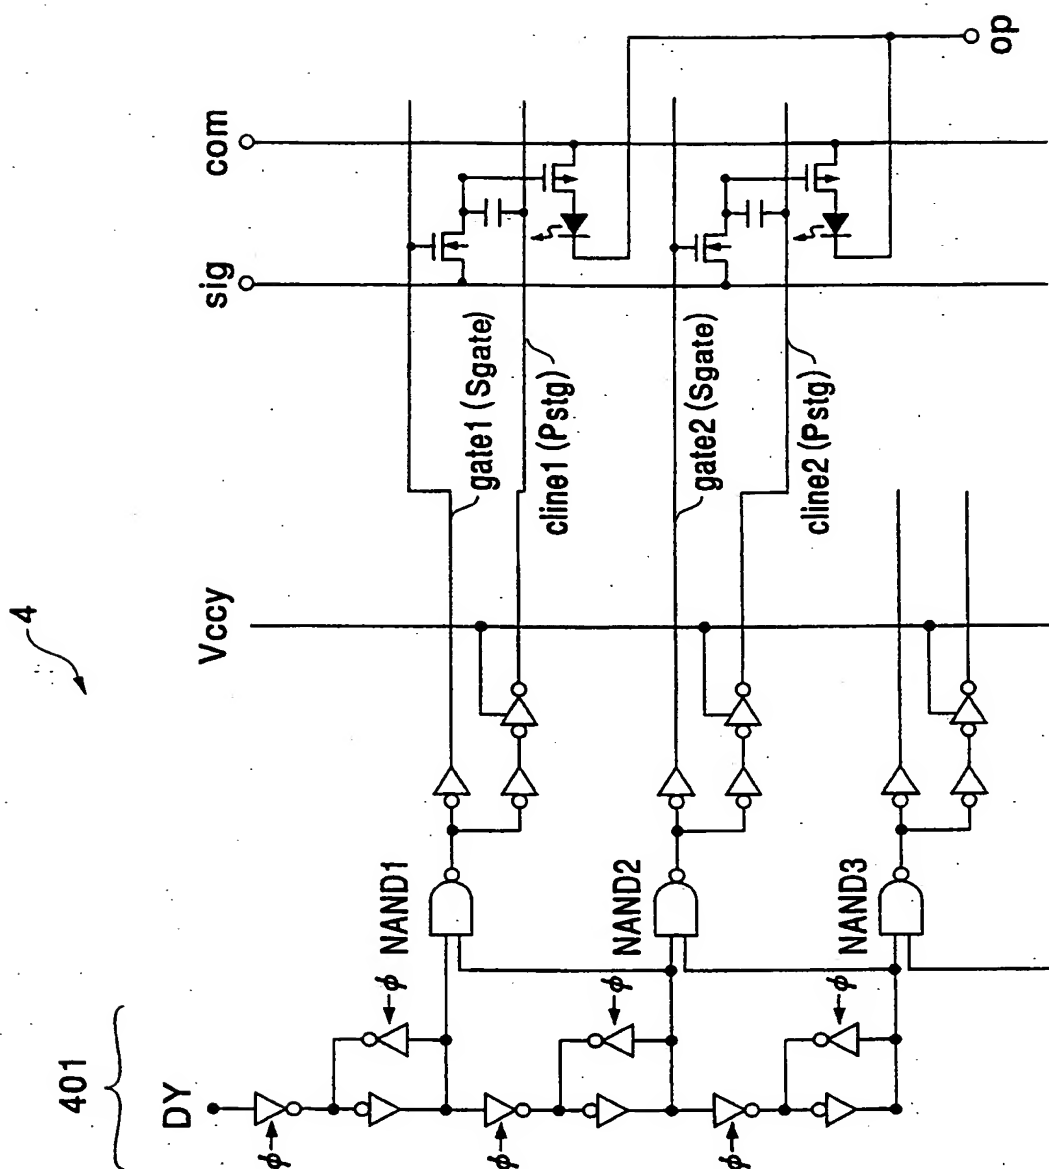 4
401
DY
φ
φ
φ
φ
φ
φ
NAND1
NAND2
NAND3
Vccy
gate1 (Sgate)
cline1 (Pstg)
gate2 (Sgate)
cline2 (Pstg)
sig
com
op